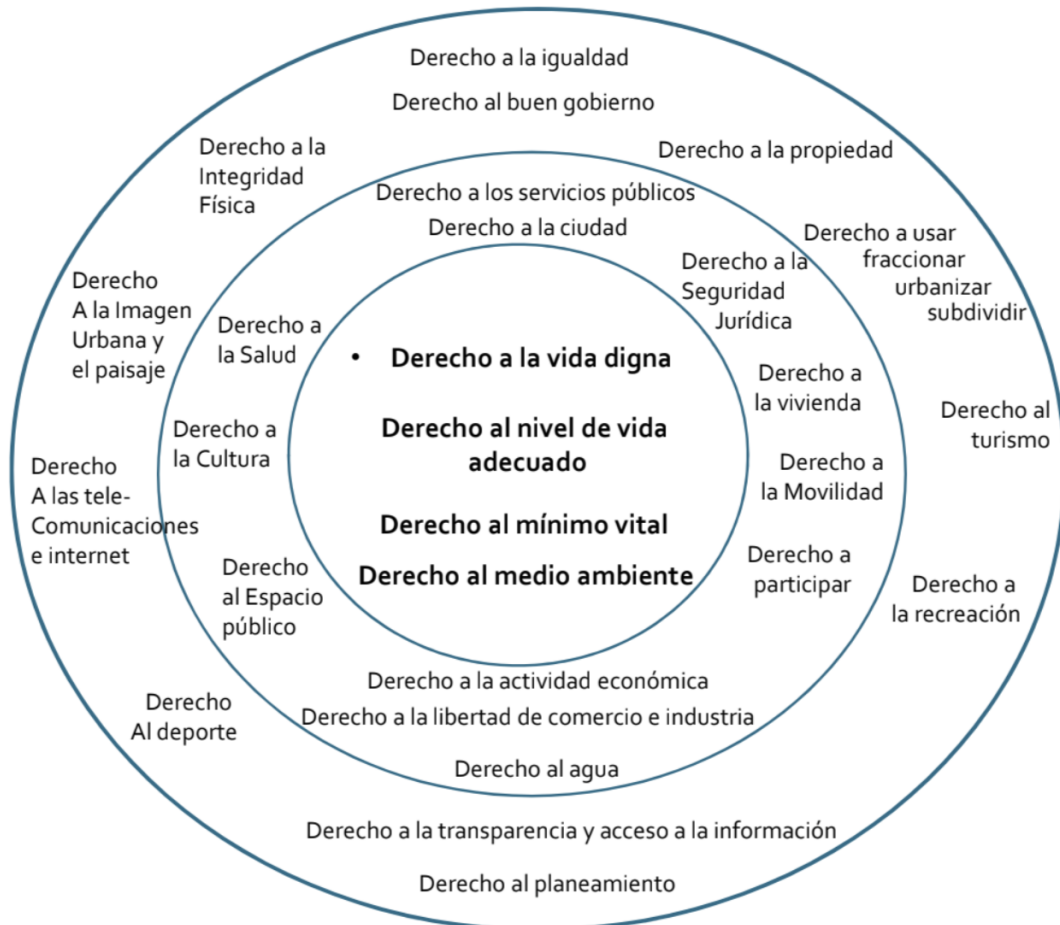 Derecho a la igualdad
Derecho al buen gobierno
Derecho a la
Integridad
Física
Derecho a la propiedad
Derecho a los servicios públicos
Derecho a la ciudad
Derecho a usar
fraccionar
urbanizar
subdividir
Derecho a la
Seguridad
Jurídica
Derecho
A la Imagen
Urbana y
el paisaje
Derecho a
la Salud
• Derecho a la vida digna
Derecho a
la vivienda
Derecho al
turismo
Derecho a
la Cultura
Derecho al nivel de vida
adecuado
Derecho a
la Movilidad
Derecho
A las tele-
Comunicaciones
e internet
Derecho al mínimo vital
Derecho a
participar
Derecho
al Espacio
público
Derecho al medio ambiente
Derecho a
la recreación
Derecho a la actividad económica
Derecho a la libertad de comercio e industria
Derecho
Al deporte
Derecho al agua
Derecho a la transparencia y acceso a la información
Derecho al planeamiento